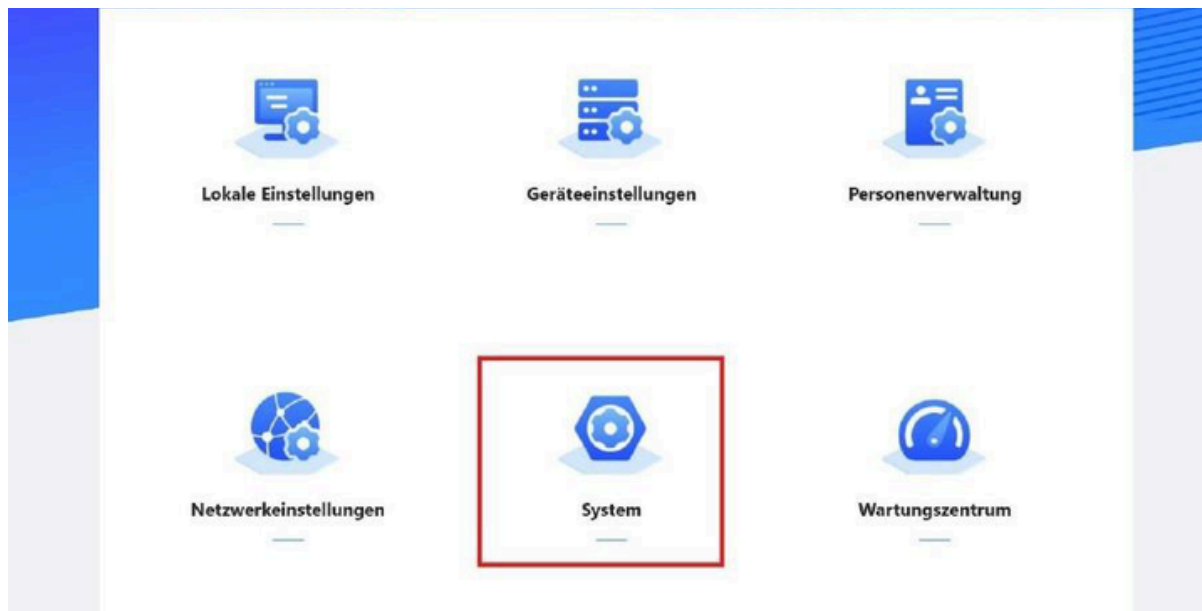 Lokale Einstellungen
Geräteeinstellungen
Personenverwaltung
Netzwerkeinstellungen
System
Wartungszentrum